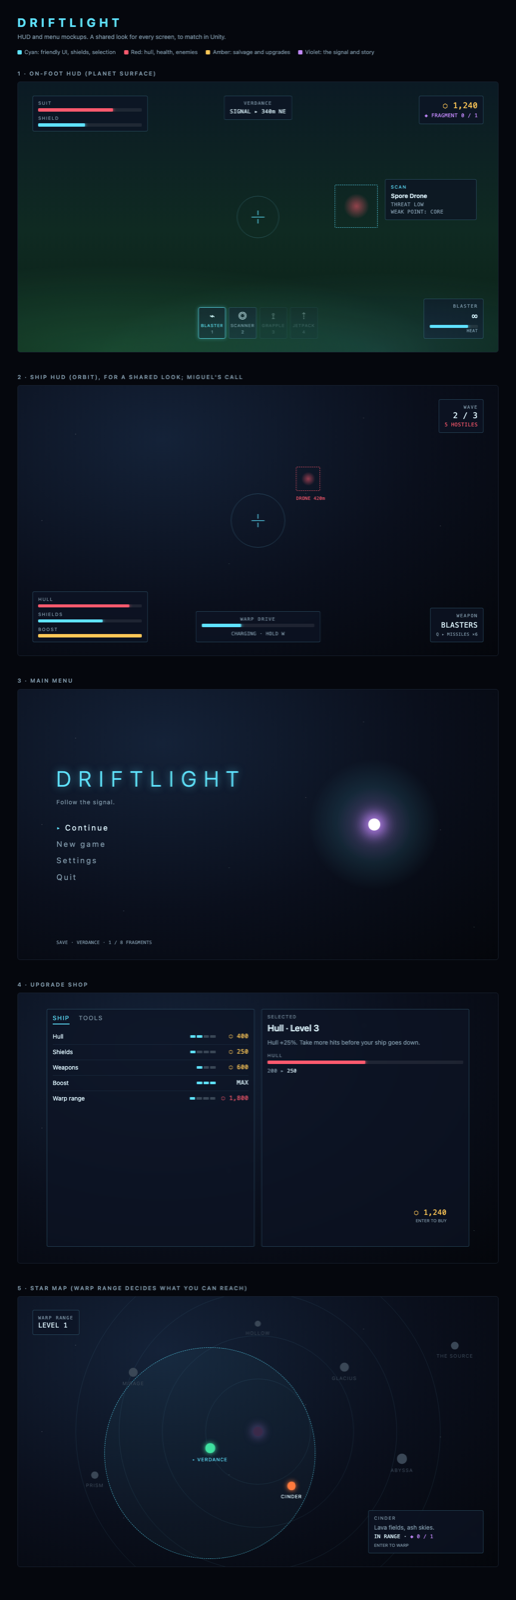 DRIFTLIGHT
HUD and menu mockups. A shared look for every screen, to match in Unity.
Cyan: friendly UI, shields, selection
Red: hull, health, enemies
Amber: salvage and upgrades
Violet: the signal and story
1 · ON-FOOT HUD (PLANET SURFACE)
SUIT
SHIELD
VERDANCE
SIGNAL ▸ 340m NE
1,240
◆ FRAGMENT 0 / 1
SCAN
Spore Drone
THREAT LOW
WEAK POINT: CORE
BLASTER
1
SCANNER
2
JETPACK
4
BLASTER
∞
HEAT
2 · SHIP HUD (ORBIT), FOR A SHARED LOOK; MIGUEL'S CALL
WAVE
2 / 3
5 HOSTILES
DRONE 420m
HULL
SHIELDS
BOOST
WARP DRIVE
CHARGING · HOLD W
WEAPON
BLASTERS
Q ▸ MISSILES ×6
3 · MAIN MENU
DRIFTLIGHT
Follow the signal.
▸ Continue
New game
Settings
Quit
SAVE · VERDANCE · 1 / 8 FRAGMENTS
4 · UPGRADE SHOP
SHIP
TOOLS
Hull
400
Shields
250
Weapons
600
Boost
MAX
Warp range
1,800
SELECTED
Hull · Level 3
Hull +25%. Take more hits before your ship goes down.
HULL
200 → 250
1,240
ENTER TO BUY
5 · STAR MAP (WARP RANGE DECIDES WHAT YOU CAN REACH)
WARP RANGE
LEVEL 1
HOLLOW
THE SOURCE
GLACIUS
MIRAGE
▸ VERDANCE
ABYSSA
PRISM
CINDER
CINDER
Lava fields, ash skies.
IN RANGE · ◆ 0 / 1
ENTER TO WARP